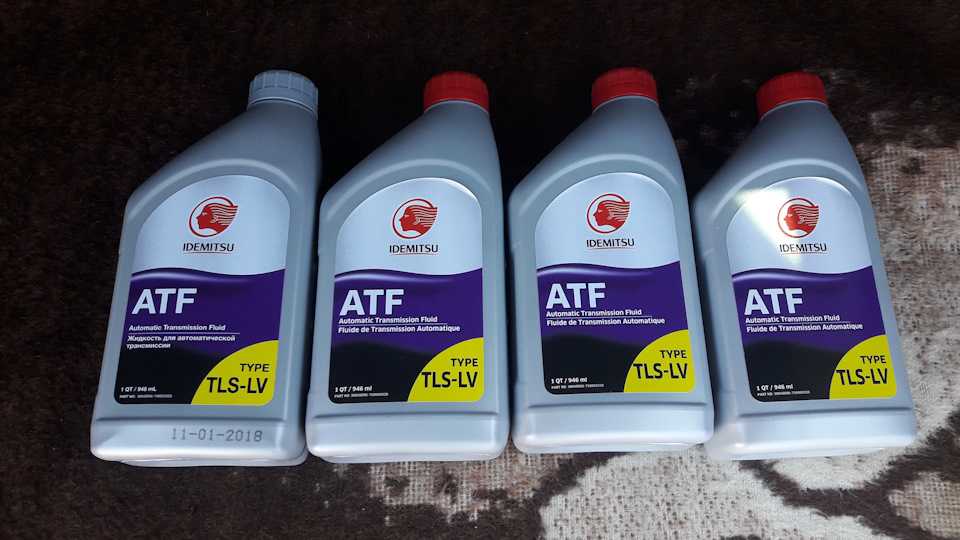 IDEMITSU
ATF
Automatic Transmission Fluid
Жидкость для автоматической
трансмиссии
TYPE
TLS-LV
1 QT / 946 mL
11-01-2018
IDEMITSU
ATF
Automatic Transmission Fluid
Fluide de Transmission Automatique
TYPE
TLS-LV
1 QT / 946 ml
IDEMITSU
ATF
Automatic Transmission Fluid
Fluide de Transmission Automatique
TYPE
TLS-LV
1 QT / 946 ml
IDEMITSU
ATF
Automatic Transmission Fluid
Fluide de Transmission Automatique
TYPE
TLS-LV
1 QT / 946 ml